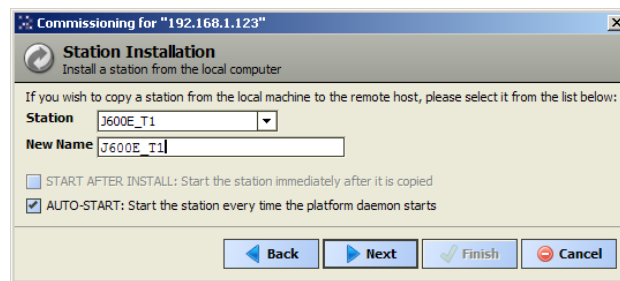 Commissioning for "192.168.1.123"
Station Installation
Install a station from the local computer
If you wish to copy a station from the local machine to the remote host, please select it from the list below:
Station J600E_T1
New Name J600E_T1
START AFTER INSTALL: Start the station immediately after it is copied
AUTO-START: Start the station every time the platform daemon starts
Back Next Finish Cancel